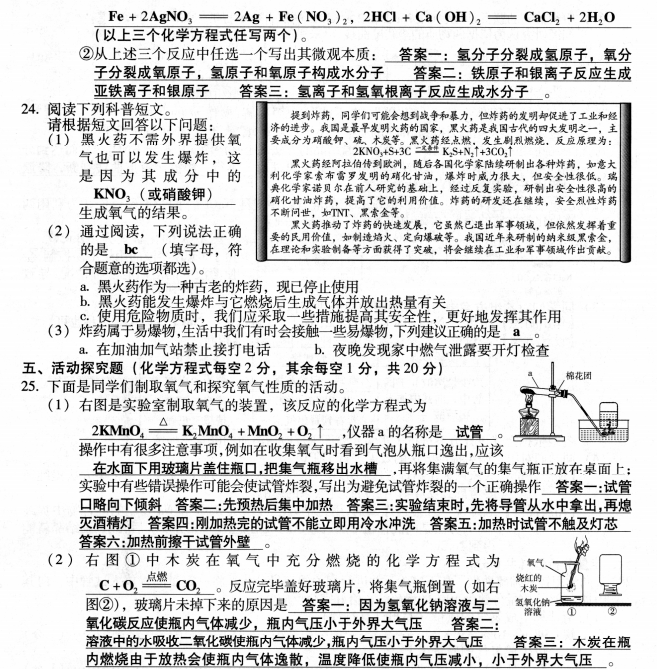 Fe + 2AgNO₃ ═══ 2Ag + Fe(NO₃)₂, 2HCl + Ca(OH)₂ ═══ CaCl₂ + 2H₂O
(以上三个化学方程式任写两个)。
②从上述三个反应中任选一个写出其微观本质: 答案一:氢分子分裂成氢原子,氧分
子分裂成氧原子,氢原子和氧原子构成水分子 答案二:铁原子和银离子反应生成
亚铁离子和银原子 答案三:氢离子和氢氧根离子反应生成水分子 。
24. 阅读下列科普短文。
请根据短文回答以下问题:
(1) 黑火药不需外界提供氧
气也可以发生爆炸,这
是因为其成分中的
KNO₃(或硝酸钾)
生成氧气的结果。
(2) 通过阅读,下列说法正确
的是 bc (填字母,符
合题意的选项都选)。
提到炸药,同学们可能会想到战争和暴力,但炸药的发明却促进了工业和经
济的进步。我国是最早发明火药的国家,黑火药是我国古代的四大发明之一,主
要成分为硝酸钾、硫、木炭等。黑火药经点燃,发生剧烈燃烧,反应原理为:
2KNO₃+S+3C 一定条件 K₂S+N₂↑+3CO₂↑
黑火药经阿拉伯传到欧洲,随后各国化学家陆续研制出各种炸药,如意大
利化学家索布雷罗发明的硝化甘油,爆炸时威力很大,但安全性很低。瑞
典化学家诺贝尔在前人研究的基础上,经过反复实验,研制出安全性很高的
硝化甘油炸药,提高了它的利用价值。炸药的研发还在继续,安全烈性炸药
不断问世,如TNT、黑索金等。
黑火药推动了炸药的快速发展,它虽然已退出军事领域,但依然发挥着重
要的民用价值,如制造焰火、定向爆破等。我国近年来研制的纳米级黑索金,
在理论和实验制备等方面获得了突破,将会继续在工业和军事领域作出贡献。
a. 黑火药作为一种古老的炸药,现已停止使用
b. 黑火药能发生爆炸与它燃烧后生成气体并放出热量有关
c. 使用危险物质时,我们应采取一些措施提高其安全性,更好地发挥其作用
(3) 炸药属于易爆物,生活中我们有时会接触一些易爆物,下列建议正确的是 a 。
a. 在加油加气站禁止接打电话 b. 夜晚发现家中燃气泄露要开灯检查
五、活动探究题(化学方程式每空 2 分,其余每空 1 分,共 20 分)
25. 下面是同学们制取氧气和探究氧气性质的活动。
(1) 右图是实验室制取氧气的装置,该反应的化学方程式为
2KMnO₄ ═△═ K₂MnO₄ + MnO₂ + O₂↑ ,仪器 a 的名称是 试管 。
操作中有很多注意事项,例如在收集氧气时看到气泡从瓶口逸出,应该
在水面下用玻璃片盖住瓶口,把集气瓶移出水槽 ,再将集满氧气的集气瓶正放在桌面上;
实验中有些错误操作可能会使试管炸裂,写出为避免试管炸裂的一个正确操作 答案一:试管
口略向下倾斜 答案二:先预热后集中加热 答案三:实验结束时,先将导管从水中拿出,再熄
灭酒精灯 答案四:刚加热完的试管不能立即用冷水冲洗 答案五:加热时试管不触及灯芯
答案六:加热前擦干试管外壁 。
a
棉花团
(2) 右图①中木炭在氧气中充分燃烧的化学方程式为
C + O₂ ═点燃═ CO₂ 。反应完毕盖好玻璃片,将集气瓶倒置(如右
图②),玻璃片未掉下来的原因是 答案一:因为氢氧化钠溶液与二
氧化碳反应使瓶内气体减少,瓶内气压小于外界大气压 答案二:
溶液中的水吸收二氧化碳使瓶内气体减少,瓶内气压小于外界大气压 答案三:木炭在瓶
内燃烧由于放热会使瓶内气体逸散,温度降低使瓶内气压减小,小于外界大气压 。
氧气
烧红的
木炭
氢氧化钠
溶液
①
②